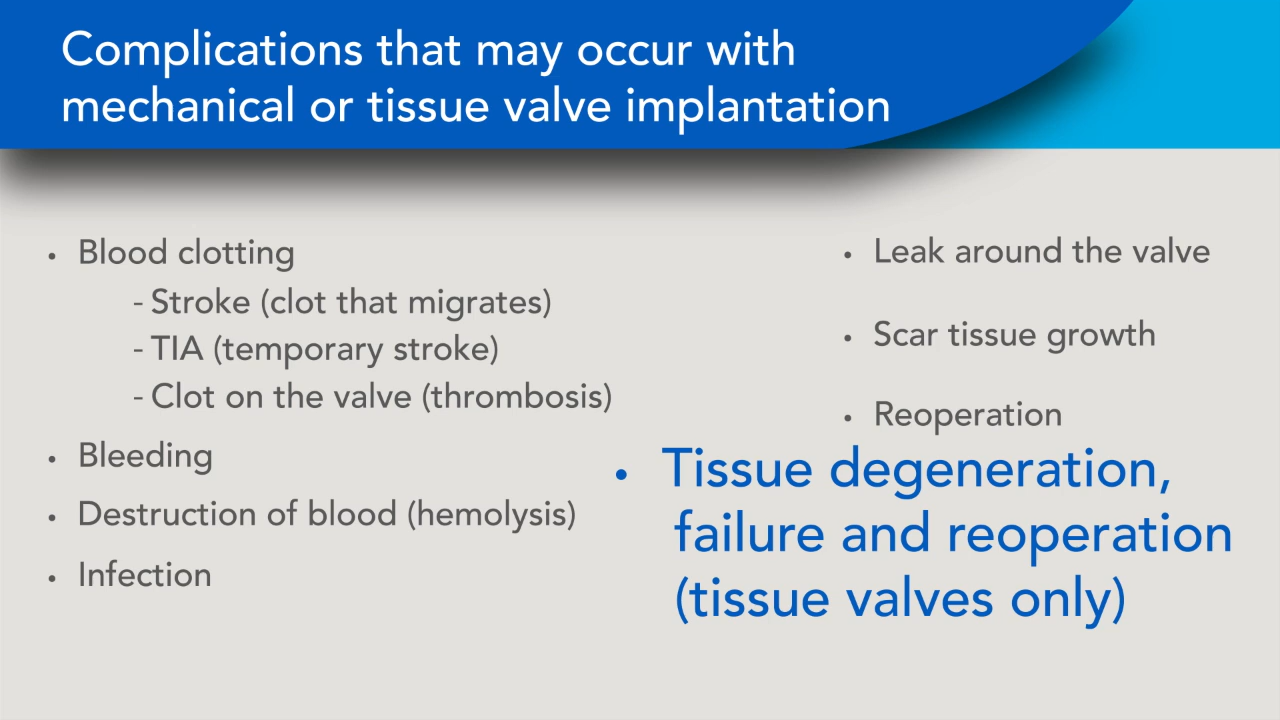 Complications that may occur with
mechanical or tissue valve implantation
• Blood clotting
- Stroke (clot that migrates)
- TIA (temporary stroke)
- Clot on the valve (thrombosis)
• Bleeding
• Destruction of blood (hemolysis)
• Infection
• Leak around the valve
• Scar tissue growth
• Reoperation
• Tissue degeneration,
failure and reoperation
(tissue valves only)